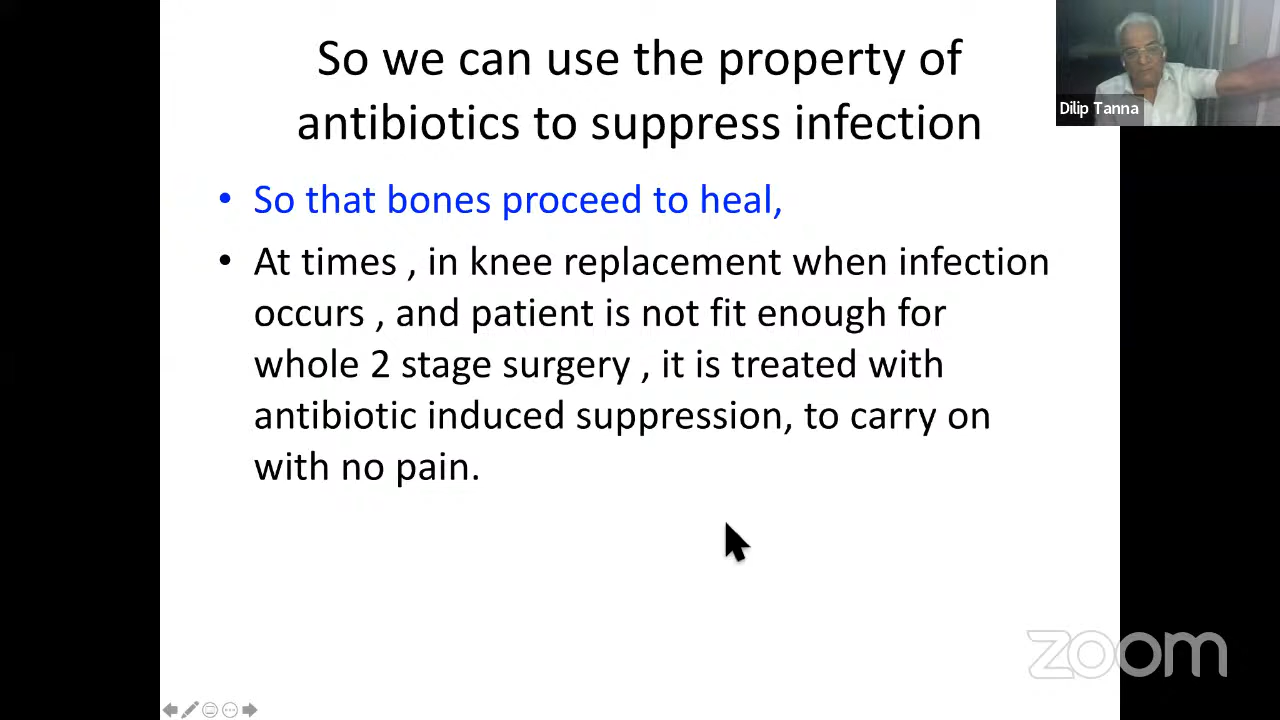 So we can use the property of
antibiotics to suppress infection
• So that bones proceed to heal,
• At times , in knee replacement when infection
occurs , and patient is not fit enough for
whole 2 stage surgery , it is treated with
antibiotic induced suppression, to carry on
with no pain.
Dilip Tanna
zoom